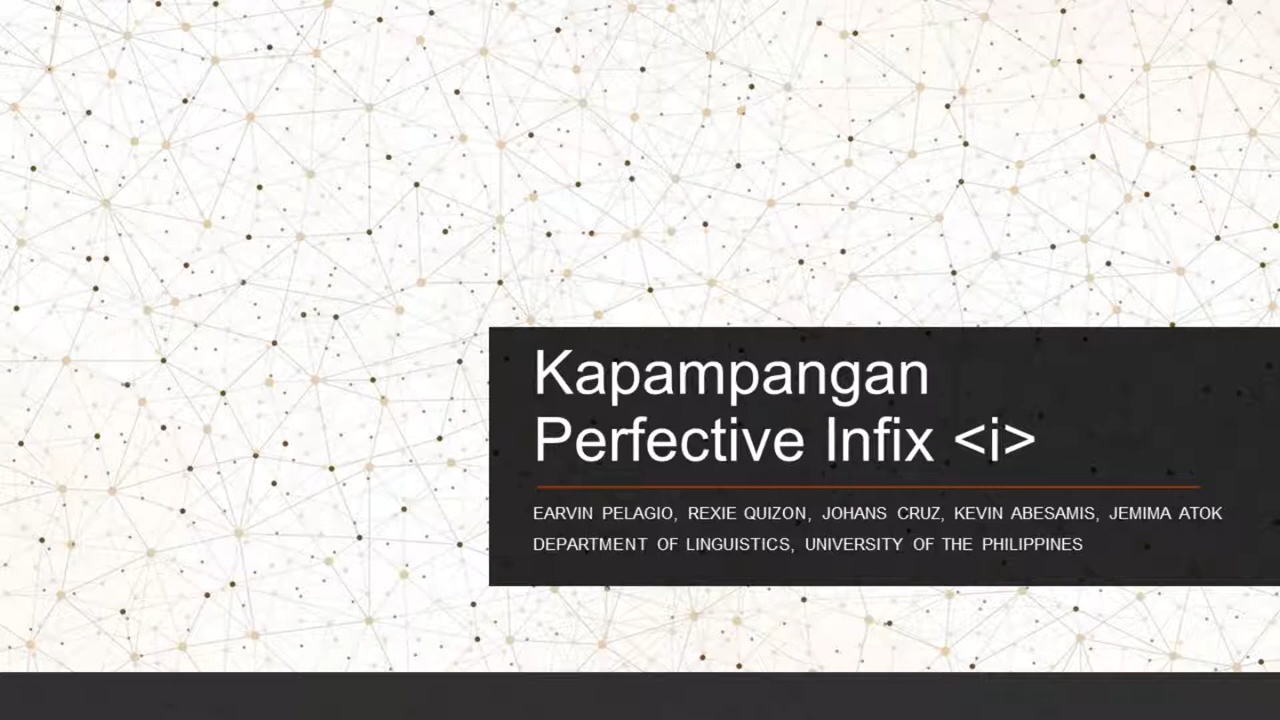 Kapampangan
Perfective Infix <i>
EARVIN PELAGIO, REXIE QUIZON, JOHANS CRUZ, KEVIN ABESAMIS, JEMIMA ATOK
DEPARTMENT OF LINGUISTICS, UNIVERSITY OF THE PHILIPPINES